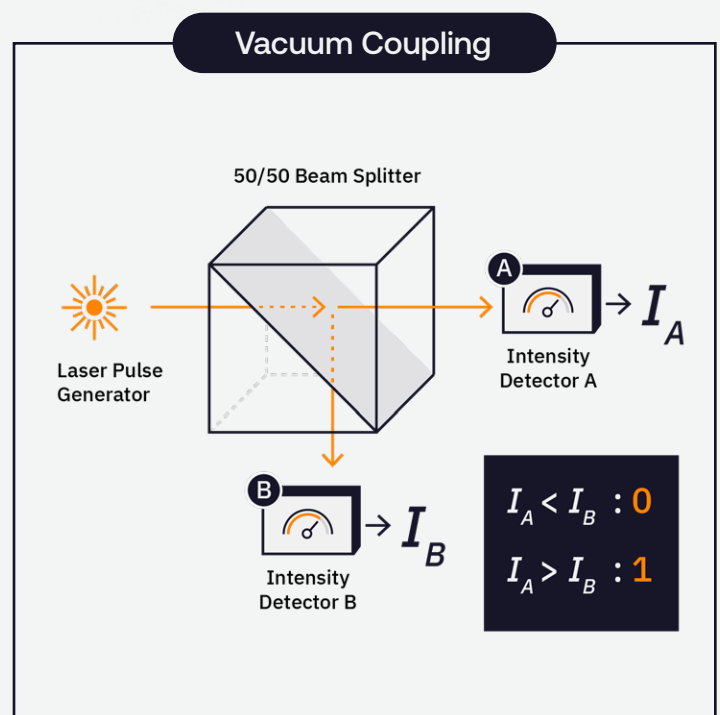 Vacuum Coupling
50/50 Beam Splitter
A
I_A
Laser Pulse
Generator
Intensity
Detector A
B
I_B
Intensity
Detector B
I_A < I_B : 0
I_A > I_B : 1